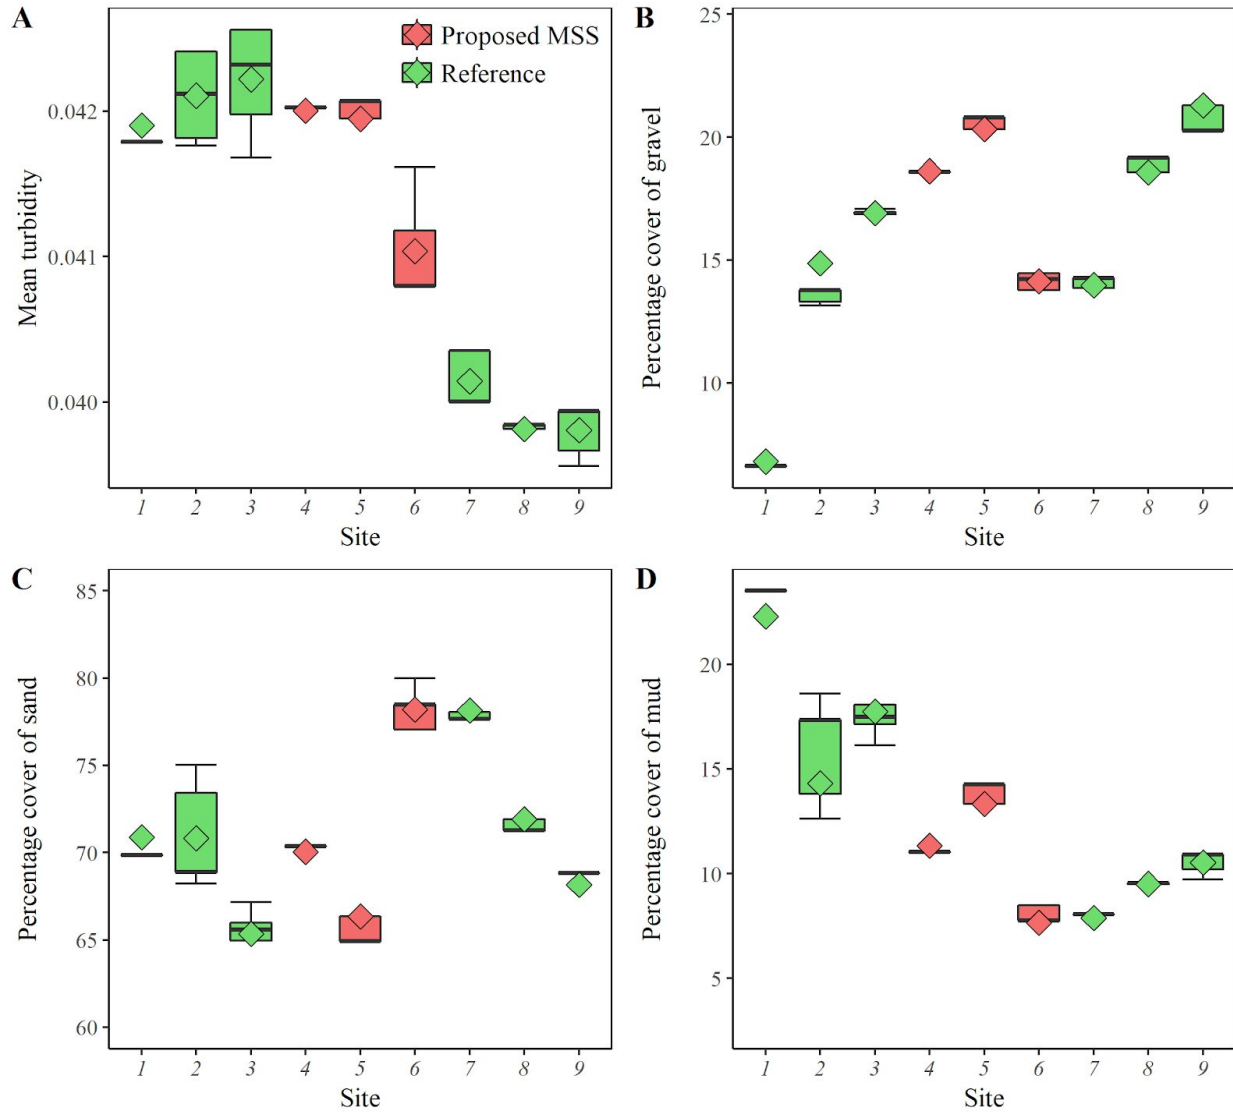 A
Proposed MSS
Reference
Mean turbidity
0.042
0.041
0.040
1 2 3 4 5 6 7 8 9
Site
B
Percentage cover of gravel
25
20
15
10
1 2 3 4 5 6 7 8 9
Site
C
Percentage cover of sand
85
80
75
70
65
60
1 2 3 4 5 6 7 8 9
Site
D
Percentage cover of mud
20
15
10
5
1 2 3 4 5 6 7 8 9
Site